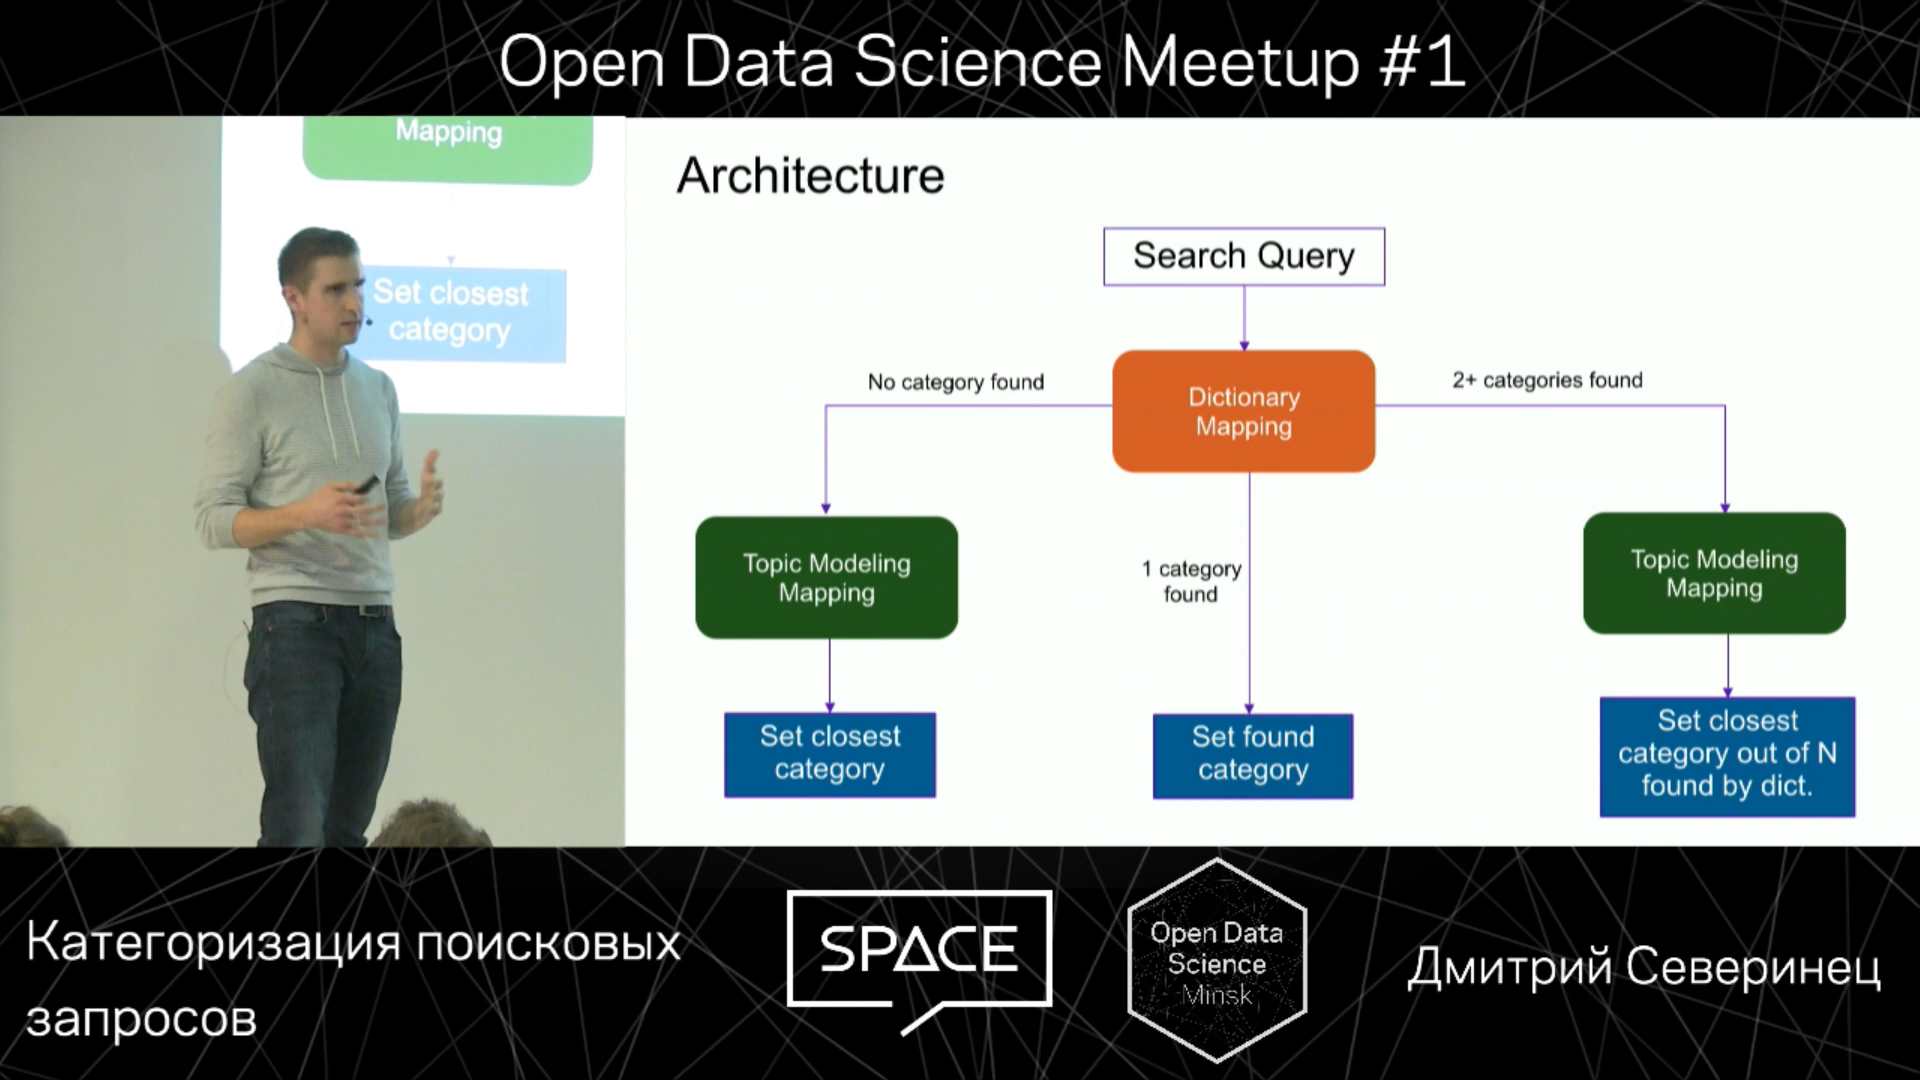 Open Data Science Meetup #1
Mapping
Set closest
category
Architecture
Search Query
No category found
Dictionary
Mapping
2+ categories found
Topic Modeling
Mapping
1 category
found
Topic Modeling
Mapping
Set closest
category
Set found
category
Set closest
category out of N
found by dict.
Категоризация поисковых
запросов
SPACE
Open Data
Science
Minsk
Дмитрий Северинец